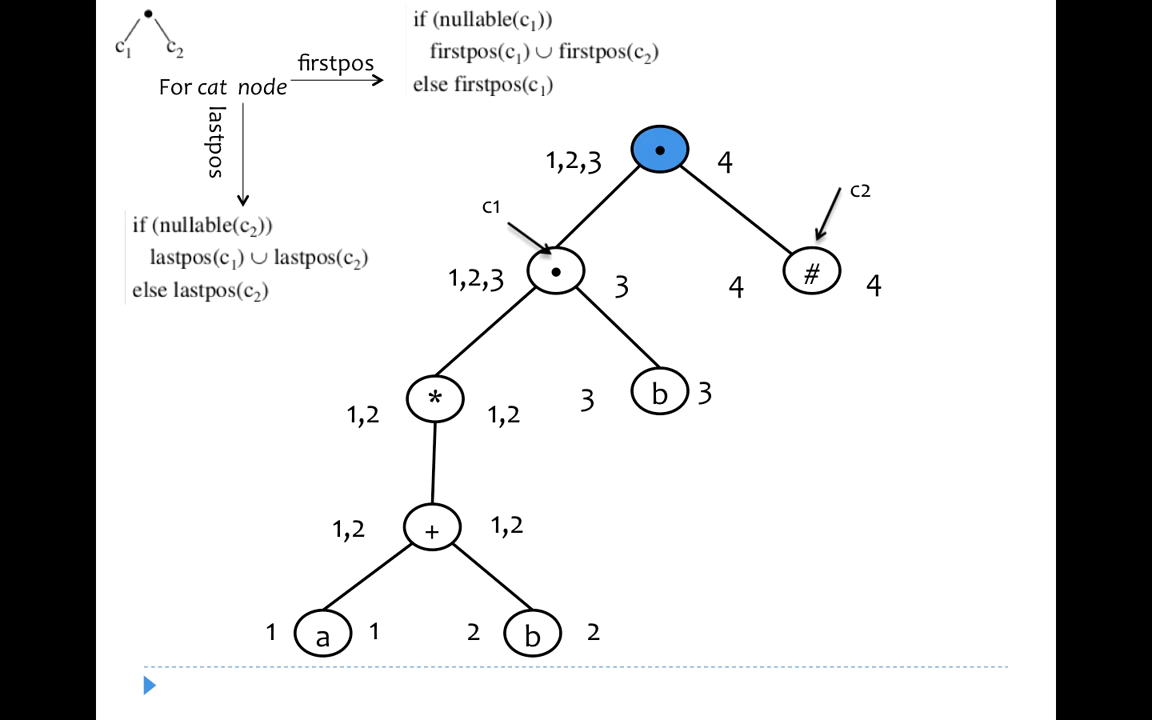 •
c₁ c₂
For cat node
firstpos
lastpos
if (nullable(c₁))
firstpos(c₁) ∪ firstpos(c₂)
else firstpos(c₁)
if (nullable(c₂))
lastpos(c₁) ∪ lastpos(c₂)
else lastpos(c₂)
1,2,3 • 4
c1
c2
1,2,3 • 3
4 # 4
1,2 * 1,2
3 b 3
1,2 + 1,2
1 a 1
2 b 2